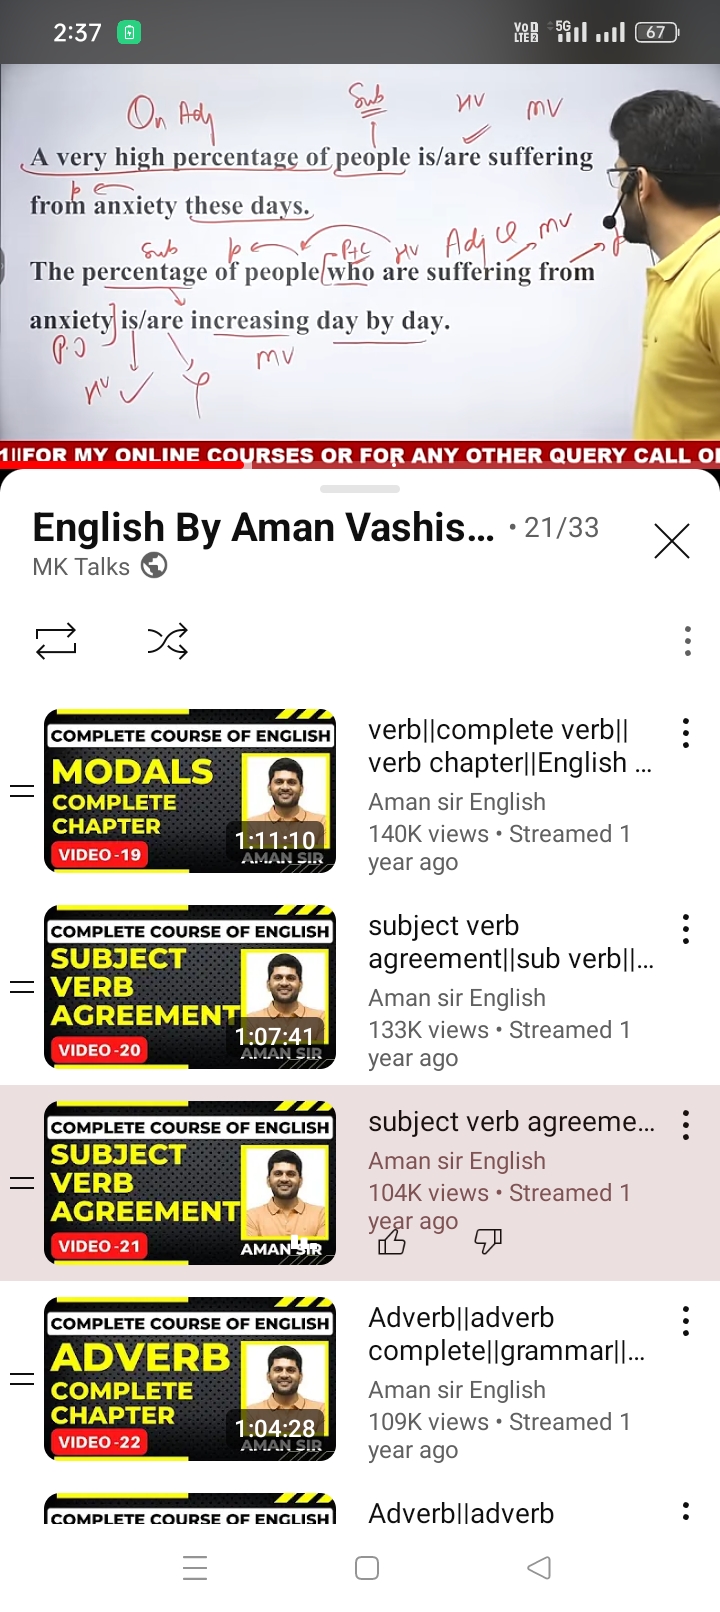 2:37
Vo D
LTE 2
5G
67
On Adj
Sub
HV
MV
A very high percentage of people is/are suffering
from anxiety these days.
Sub
P
P+C
HV
Adj Cl
MV
The percentage of people who are suffering from
anxiety is/are increasing day by day.
P.O
HV
MV
1||FOR MY ONLINE COURSES OR FOR ANY OTHER QUERY CALL O
English By Aman Vashis... • 21/33
MK Talks
COMPLETE COURSE OF ENGLISH
MODALS
COMPLETE
CHAPTER
VIDEO -19
1:11:10
AMAN SIR
verb||complete verb||
verb chapter||English ...
Aman sir English
140K views • Streamed 1
year ago
COMPLETE COURSE OF ENGLISH
SUBJECT
VERB
AGREEMENT
VIDEO -20
1:07:41
AMAN SIR
subject verb
agreement||sub verb||...
Aman sir English
133K views • Streamed 1
year ago
COMPLETE COURSE OF ENGLISH
SUBJECT
VERB
AGREEMENT
VIDEO -21
AMAN SIR
subject verb agreeme...
Aman sir English
104K views • Streamed 1
year ago
COMPLETE COURSE OF ENGLISH
ADVERB
COMPLETE
CHAPTER
VIDEO -22
1:04:28
AMAN SIR
Adverb||adverb
complete||grammar||...
Aman sir English
109K views • Streamed 1
year ago
COMPLETE COURSE OF ENGLISH
Adverb||adverb